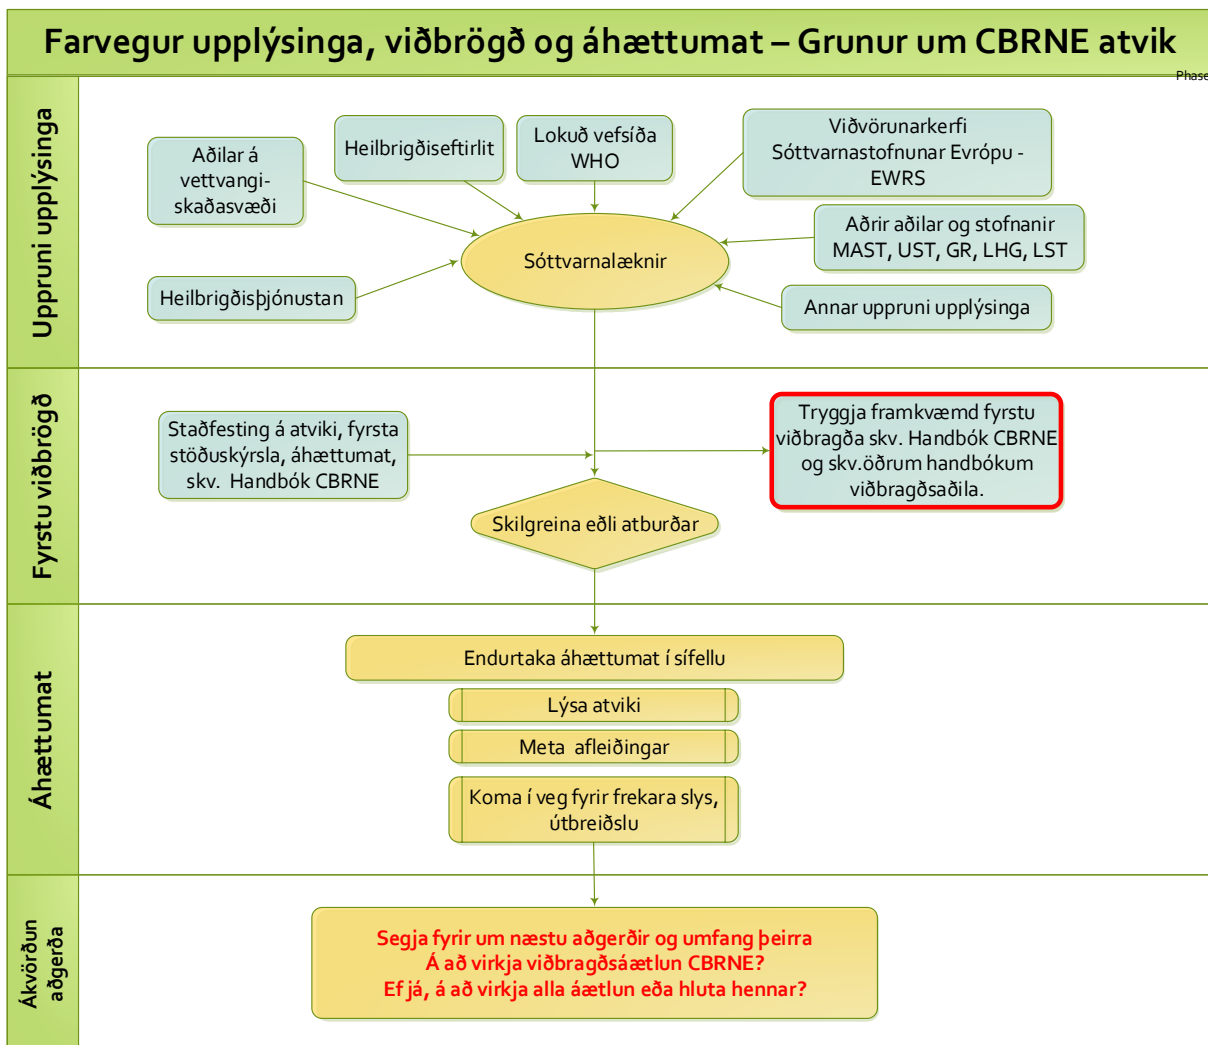 Farvegur upplýsinga, viðbrögð og áhættumat – Grunur um CBRNE atvik
Phase
Uppruni upplýsinga
Aðilar á
vettvangi-
skaðasvæði
Heilbrigðiseftirlit
Lokuð vefsíða
WHO
Viðvörunarkerfi
Sóttvarnastofnunar Evrópu -
EWRS
Aðrir aðilar og stofnanir
MAST, UST, GR, LHG, LST
Sóttvarnalæknir
Heilbrigðisþjónustan
Annar uppruni upplýsinga
Fyrstu viðbrögð
Staðfesting á atviki, fyrsta
stöðuskýrsla, áhættumat,
skv. Handbók CBRNE
Tryggja framkvæmd fyrstu
viðbragða skv. Handbók CBRNE
og skv.öðrum handbókum
viðbragðsaðila.
Skilgreina eðli atburðar
Áhættumat
Endurtaka áhættumat í sífellu
Lýsa atviki
Meta afleiðingar
Koma í veg fyrir frekara slys,
útbreiðslu
Ákvörðun
aðgerða
Segja fyrir um næstu aðgerðir og umfang þeirra
Á að virkja viðbragðsáætlun CBRNE?
Ef já, á að virkja alla áætlun eða hluta hennar?